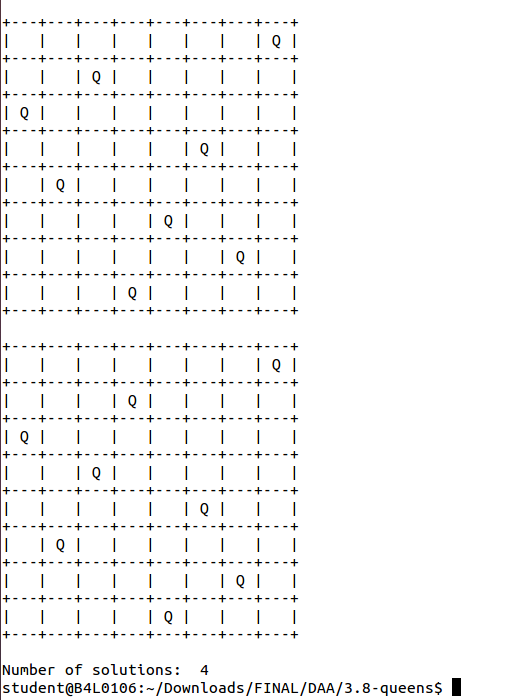 +---+---+---+---+---+---+---+---+
|   |   |   |   |   |   |   | Q |
+---+---+---+---+---+---+---+---+
|   |   | Q |   |   |   |   |   |
+---+---+---+---+---+---+---+---+
| Q |   |   |   |   |   |   |   |
+---+---+---+---+---+---+---+---+
|   |   |   |   |   | Q |   |   |
+---+---+---+---+---+---+---+---+
|   | Q |   |   |   |   |   |   |
+---+---+---+---+---+---+---+---+
|   |   |   |   | Q |   |   |   |
+---+---+---+---+---+---+---+---+
|   |   |   |   |   |   | Q |   |
+---+---+---+---+---+---+---+---+
|   |   |   | Q |   |   |   |   |
+---+---+---+---+---+---+---+---+

+---+---+---+---+---+---+---+---+
|   |   |   |   |   |   |   | Q |
+---+---+---+---+---+---+---+---+
|   |   |   | Q |   |   |   |   |
+---+---+---+---+---+---+---+---+
| Q |   |   |   |   |   |   |   |
+---+---+---+---+---+---+---+---+
|   |   | Q |   |   |   |   |   |
+---+---+---+---+---+---+---+---+
|   |   |   |   |   | Q |   |   |
+---+---+---+---+---+---+---+---+
|   | Q |   |   |   |   |   |   |
+---+---+---+---+---+---+---+---+
|   |   |   |   |   |   | Q |   |
+---+---+---+---+---+---+---+---+
|   |   |   |   | Q |   |   |   |
+---+---+---+---+---+---+---+---+

Number of solutions:  4
student@B4L0106:~/Downloads/FINAL/DAA/3.8-queens$